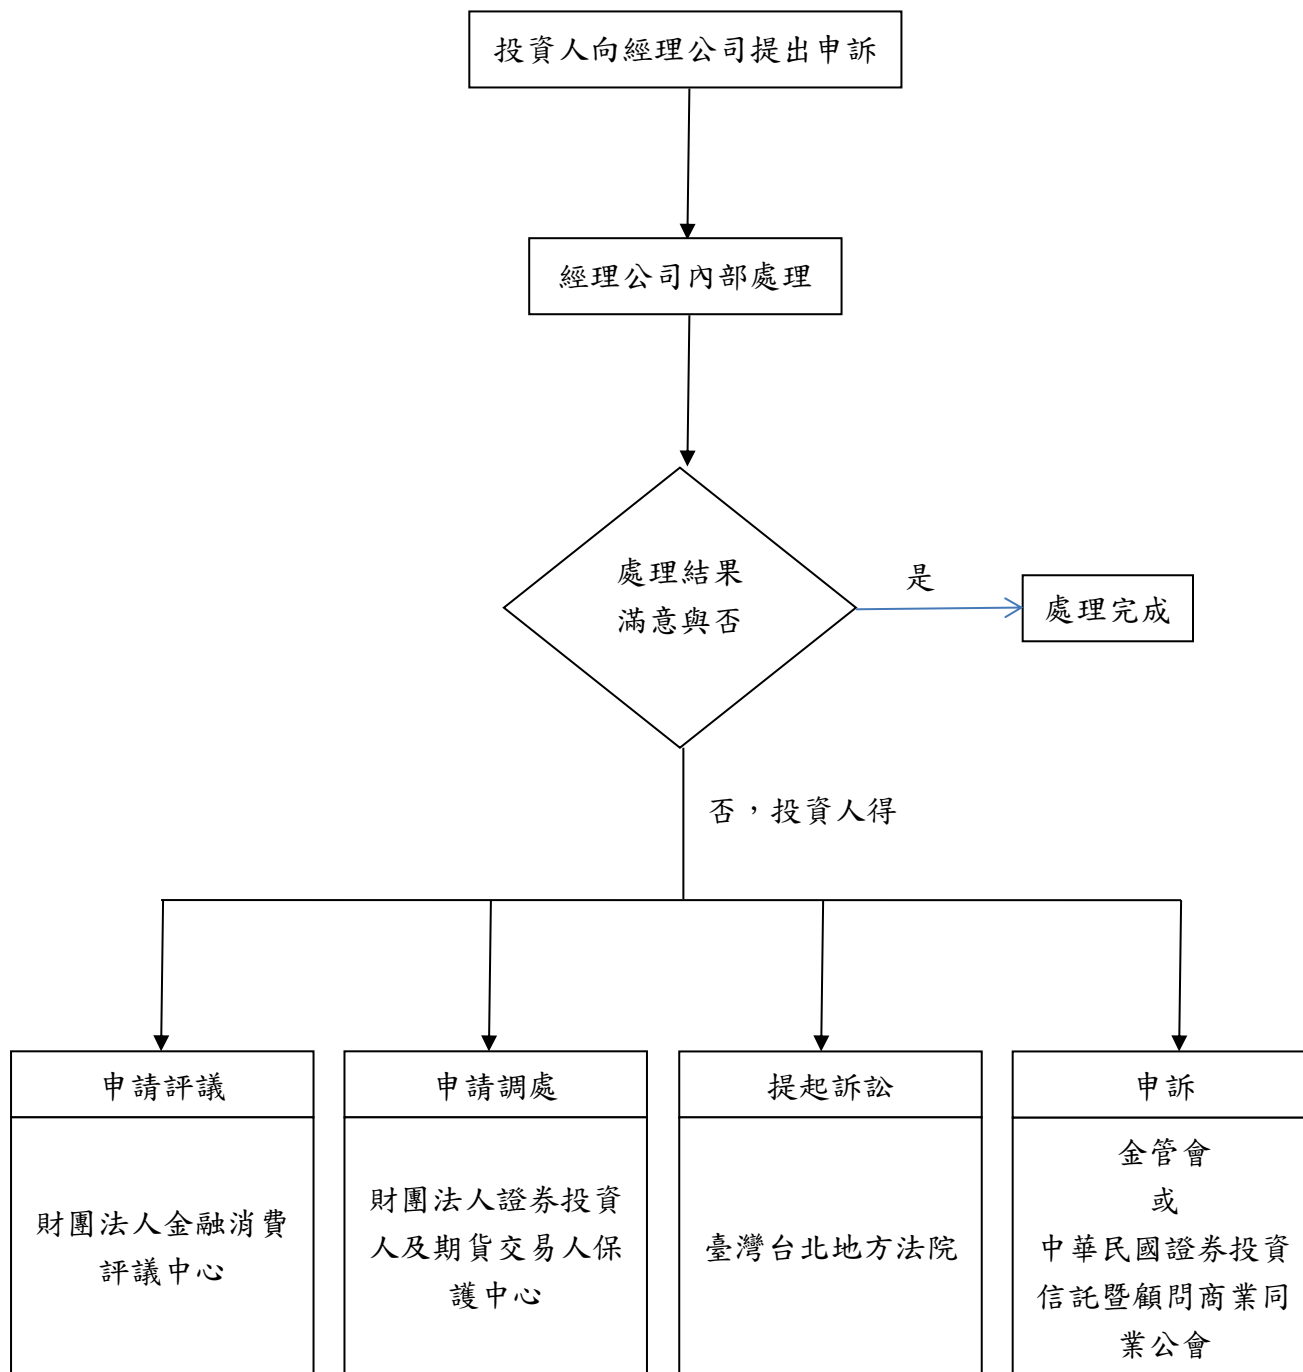 投資人向經理公司提出申訴
經理公司內部處理
處理結果
滿意與否
是
處理完成
否，投資人得
申請評議
財團法人金融消費
評議中心
申請調處
財團法人證券投資
人及期貨交易人保
護中心
提起訴訟
臺灣台北地方法院
申訴
金管會
或
中華民國證券投資
信託暨顧問商業同
業公會